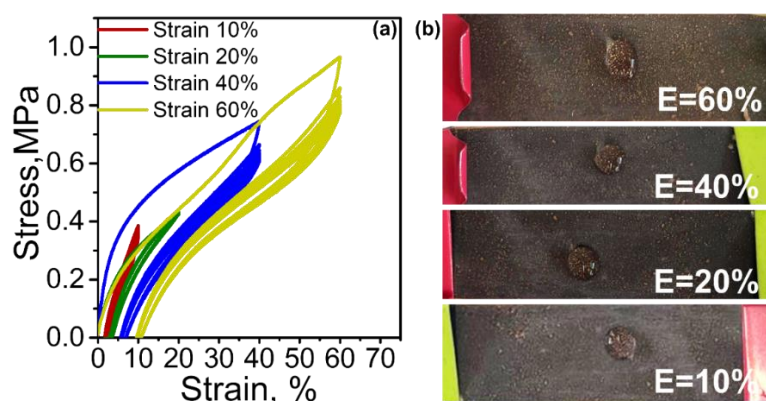 (a)
Strain 10%
Strain 20%
Strain 40%
Strain 60%
1.0
0.8
0.6
0.4
0.2
0.0
Stress,MPa
0 10 20 30 40 50 60 70
Strain, %
(b)
E=60%
E=40%
E=20%
E=10%